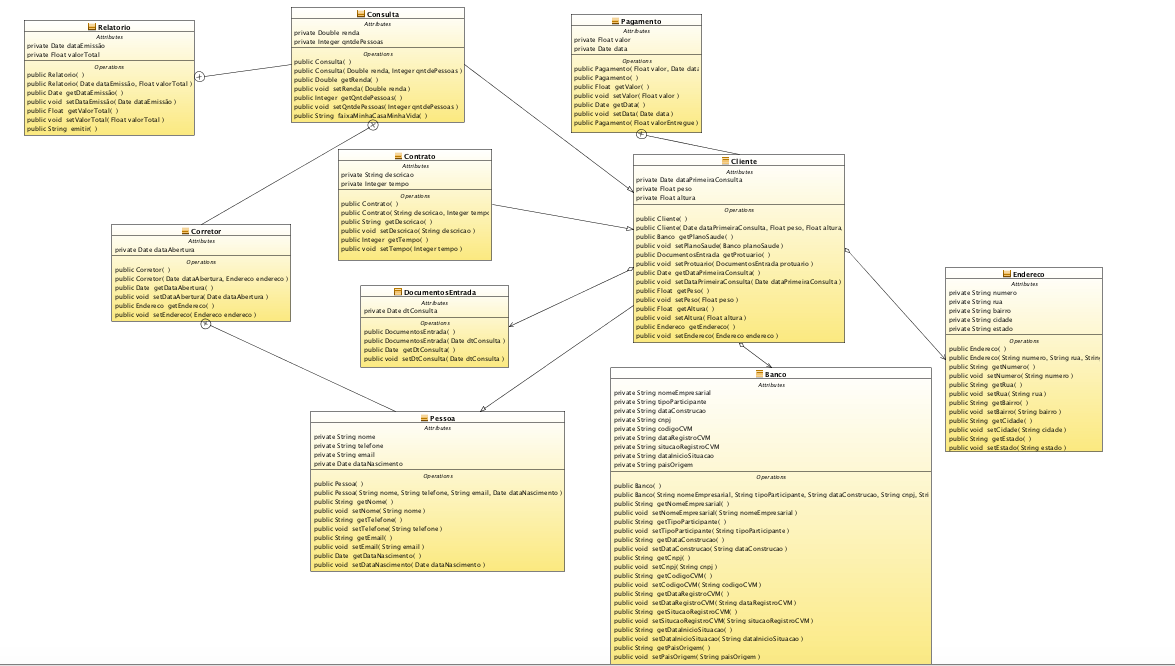 Relatorio
Attributes
private Date dataEmissão
private Float valorTotal
Operations
public Relatorio( )
public Relatorio( Date dataEmissão, Float valorTotal )
public Date getDataEmissão( )
public void setDataEmissão( Date dataEmissão )
public Float getValorTotal( )
public void setValorTotal( Float valorTotal )
public String emitir( )
Consulta
Attributes
private Double renda
private Integer qntdePessoas
Operations
public Consulta( )
public Consulta( Double renda, Integer qntdePessoas )
public Double getRenda( )
public void setRenda( Double renda )
public Integer getQntdePessoas( )
public void setQntdePessoas( Integer qntdePessoas )
public String faixaMinhaCasaMinhaVida( )
Pagamento
Attributes
private Float valor
private Date data
Operations
public Pagamento( Float valor, Date data
public Pagamento( )
public Float getValor( )
public void setValor( Float valor )
public Date getData( )
public void setData( Date data )
public Pagamento( Float valorEntregue )
Contrato
Attributes
private String descricao
private Integer tempo
Operations
public Contrato( )
public Contrato( String descricao, Integer tempo
public String getDescricao( )
public void setDescricao( String descricao )
public Integer getTempo( )
public void setTempo( Integer tempo )
Cliente
Attributes
private Date dataPrimeiraConsulta
private Float peso
private Float altura
Operations
public Cliente( )
public Cliente( Date dataPrimeiraConsulta, Float peso, Float altura,
public Banco getPlanoSaude( )
public void setPlanoSaude( Banco planoSaude )
public DocumentosEntrada getProtuario( )
public void setProtuario( DocumentosEntrada protuario )
public Date getDataPrimeiraConsulta( )
public void setDataPrimeiraConsulta( Date dataPrimeiraConsulta )
public Float getPeso( )
public void setPeso( Float peso )
public Float getAltura( )
public void setAltura( Float altura )
public Endereco getEndereco( )
public void setEndereco( Endereco endereco )
Corretor
Attributes
private Date dataAbertura
Operations
public Corretor( )
public Corretor( Date dataAbertura, Endereco endereco )
public Date getDataAbertura( )
public void setDataAbertura( Date dataAbertura )
public Endereco getEndereco( )
public void setEndereco( Endereco endereco )
DocumentosEntrada
Attributes
private Date dtConsulta
Operations
public DocumentosEntrada( )
public DocumentosEntrada( Date dtConsulta )
public Date getDtConsulta( )
public void setDtConsulta( Date dtConsulta )
Endereco
Attributes
private String numero
private String rua
private String bairro
private String cidade
private String estado
Operations
public Endereco( )
public Endereco( String numero, String rua, String
public String getNumero( )
public void setNumero( String numero )
public String getRua( )
public void setRua( String rua )
public String getBairro( )
public void setBairro( String bairro )
public String getCidade( )
public void setCidade( String cidade )
public String getEstado( )
public void setEstado( String estado )
Pessoa
Attributes
private String nome
private String telefone
private String email
private Date dataNascimento
Operations
public Pessoa( )
public Pessoa( String nome, String telefone, String email, Date dataNascimento )
public String getNome( )
public void setNome( String nome )
public String getTelefone( )
public void setTelefone( String telefone )
public String getEmail( )
public void setEmail( String email )
public Date getDataNascimento( )
public void setDataNascimento( Date dataNascimento )
Banco
Attributes
private String nomeEmpresarial
private String tipoParticipante
private String dataConstrucao
private String cnpj
private String codigoCVM
private String dataRegistroCVM
private String situcaoRegistroCVM
private String dataInicioSituacao
private String paisOrigem
Operations
public Banco( )
public Banco( String nomeEmpresarial, String tipoParticipante, String dataConstrucao, String cnpj, Stri
public String getNomeEmpresarial( )
public void setNomeEmpresarial( String nomeEmpresarial )
public String getTipoParticipante( )
public void setTipoParticipante( String tipoParticipante )
public String getDataConstrucao( )
public void setDataConstrucao( String dataConstrucao )
public String getCnpj( )
public void setCnpj( String cnpj )
public String getCodigoCVM( )
public void setCodigoCVM( String codigoCVM )
public String getDataRegistroCVM( )
public void setDataRegistroCVM( String dataRegistroCVM )
public String getSitucaoRegistroCVM( )
public void setSitucaoRegistroCVM( String situcaoRegistroCVM )
public String getDataInicioSituacao( )
public void setDataInicioSituacao( String dataInicioSituacao )
public String getPaisOrigem( )
public void setPaisOrigem( String paisOrigem )